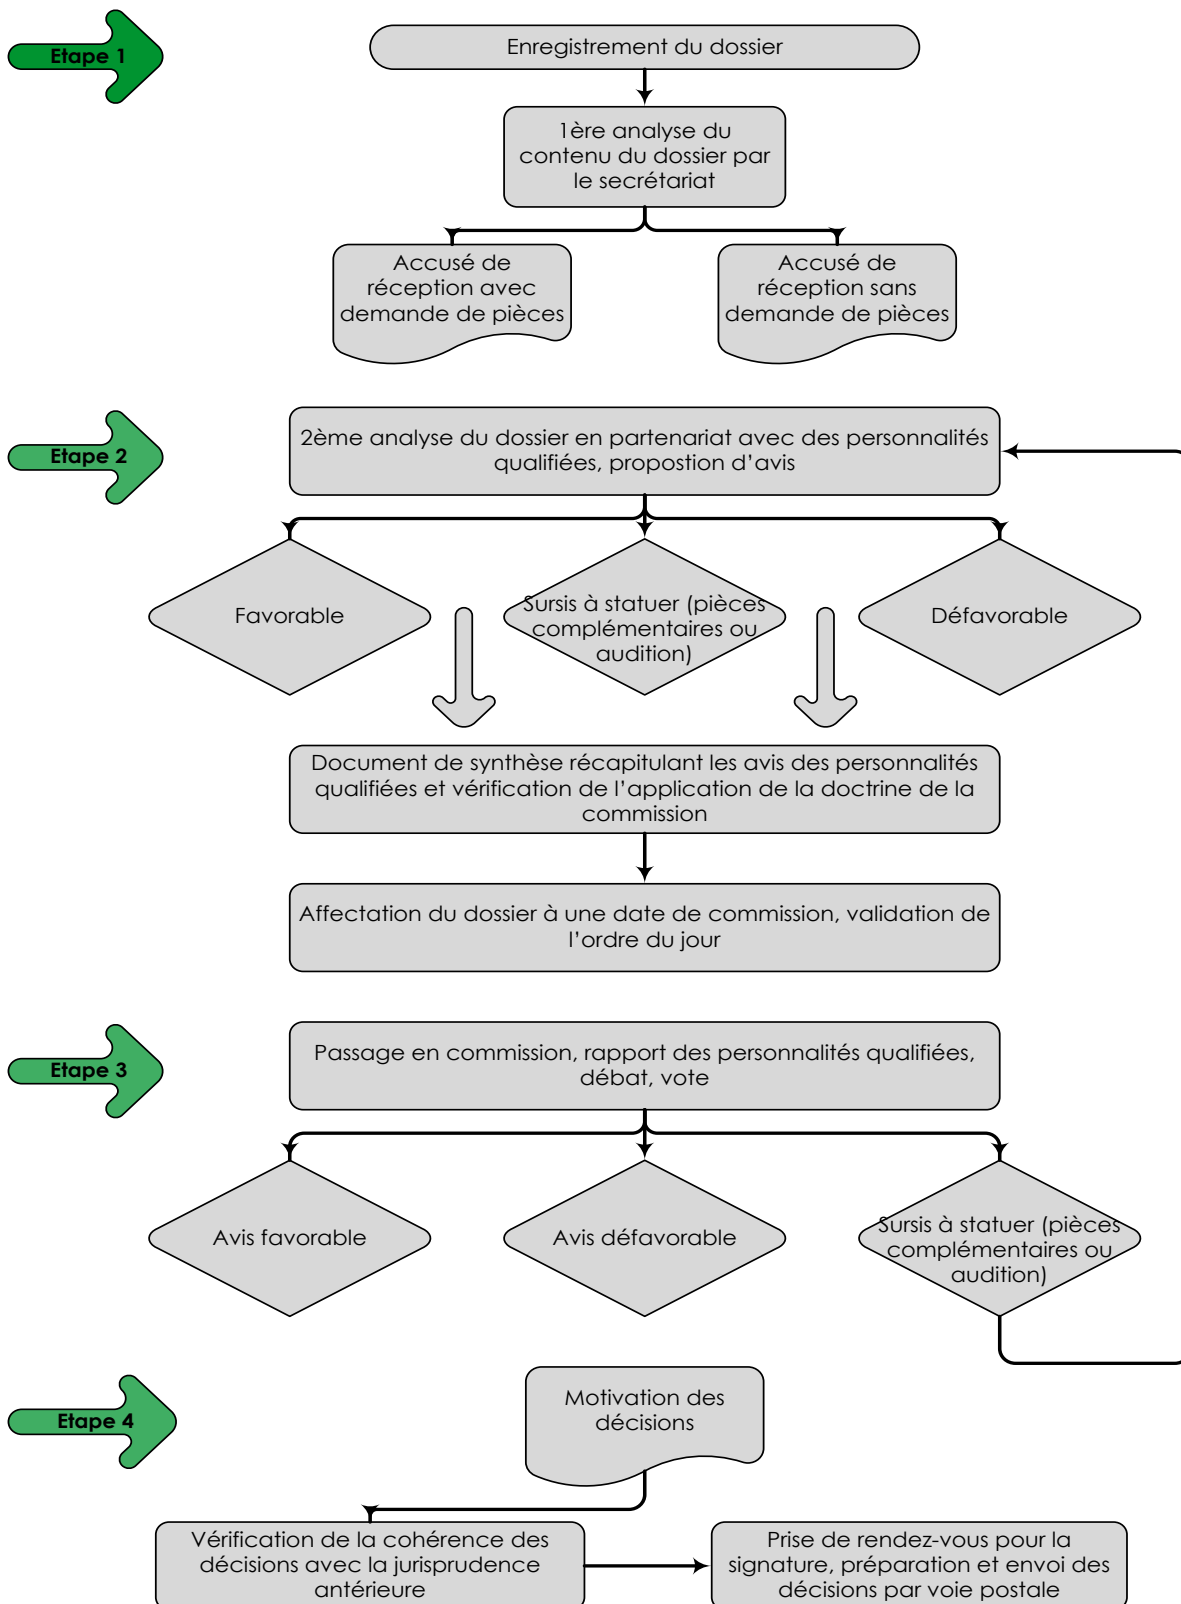 Etape 1
Enregistrement du dossier
1ère analyse du
contenu du dossier par
le secrétariat
Accusé de
réception avec
demande de pièces
Accusé de
réception sans
demande de pièces
Etape 2
2ème analyse du dossier en partenariat avec des personnalités
qualifiées, propostion d’avis
Favorable
Sursis à statuer (pièces
complémentaires ou
audition)
Défavorable
Document de synthèse récapitulant les avis des personnalités
qualifiées et vérification de l’application de la doctrine de la
commission
Affectation du dossier à une date de commission, validation de
l’ordre du jour
Etape 3
Passage en commission, rapport des personnalités qualifiées,
débat, vote
Avis favorable
Avis défavorable
Sursis à statuer (pièces
complémentaires ou
audition)
Etape 4
Motivation des
décisions
Vérification de la cohérence des
décisions avec la jurisprudence
antérieure
Prise de rendez-vous pour la
signature, préparation et envoi des
décisions par voie postale